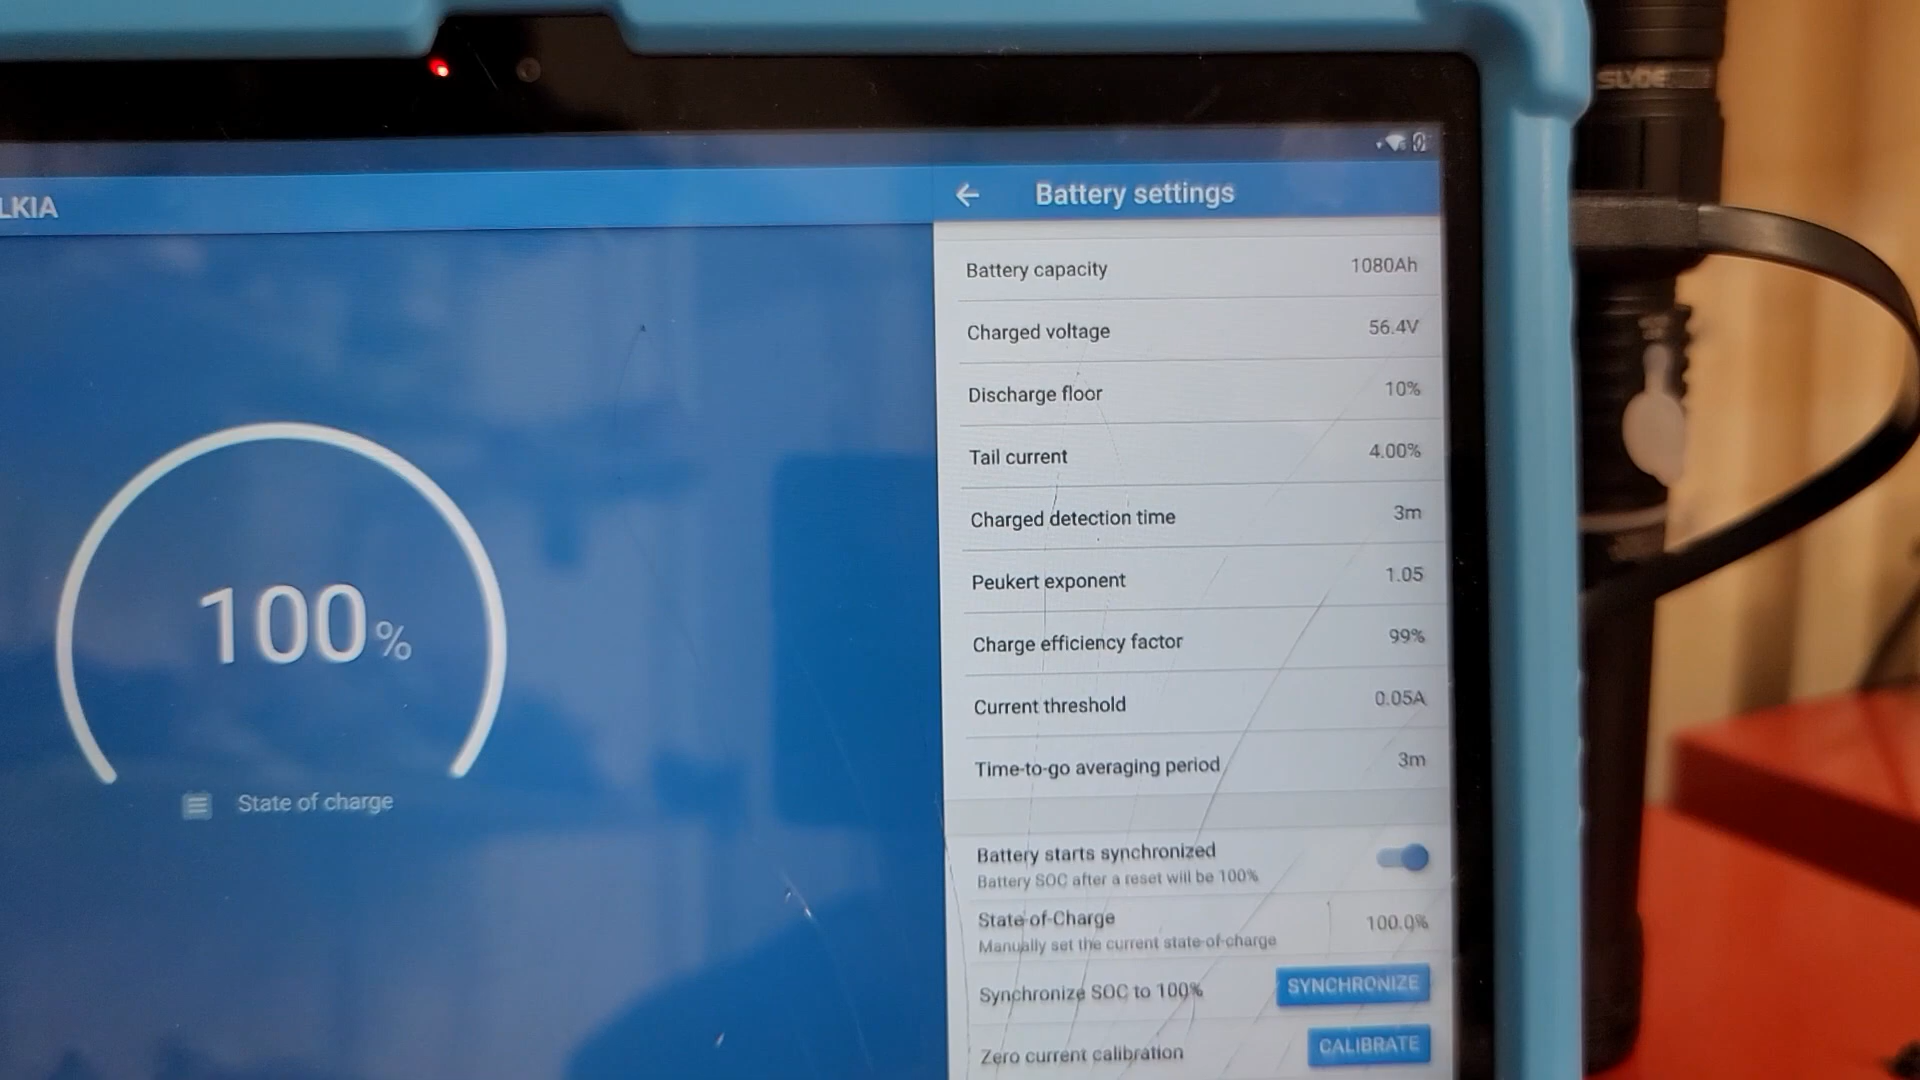 SLYDE
LKIA
Battery settings
Battery capacity 1080Ah
Charged voltage 56.4V
Discharge floor 10%
Tail current 4.00%
Charged detection time 3m
Peukert exponent 1.05
Charge efficiency factor 99%
Current threshold 0.05A
Time-to-go averaging period 3m
100%
State of charge
Battery starts synchronized
Battery SOC after a reset will be 100%
State-of-Charge 100.0%
Manually set the current state-of-charge
Synchronize SOC to 100% SYNCHRONIZE
Zero current calibration CALIBRATE